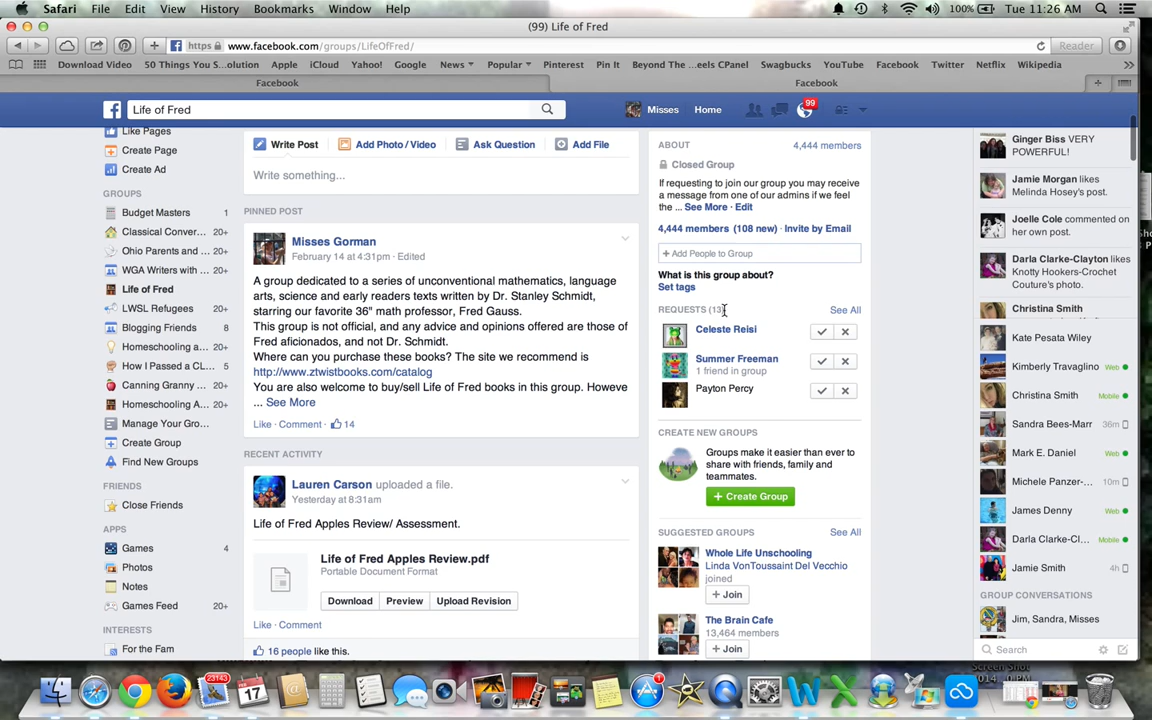 Safari File Edit View History Bookmarks Window Help 100% Tue 11:26 AM
(99) Life of Fred
https www.facebook.com/groups/LifeOfFred/ Reader
Download Video 50 Things You S...olution Apple iCloud Yahoo! Google News Popular Pinterest Pin It Beyond The ...eels CPanel Swagbucks YouTube Facebook Twitter Netflix Wikipedia
Facebook Facebook
Life of Fred Misses Home 99
Like Pages
Create Page
Create Ad
GROUPS
Budget Masters 1
Classical Conver... 20+
Ohio Parents and ... 20+
WGA Writers with ... 20+
Life of Fred 20+
LWSL Refugees 20+
Blogging Friends 8
Homeschooling a... 20+
How I Passed a CL... 5
Canning Granny ... 20+
Homeschooling A... 20+
Manage Your Gro...
Create Group
Find New Groups
FRIENDS
Close Friends
APPS
Games 4
Photos
Notes
Games Feed 20+
INTERESTS
For the Fam
Write Post Add Photo / Video Ask Question Add File
Write something...
PINNED POST
Misses Gorman
February 14 at 4:31pm · Edited
A group dedicated to a series of unconventional mathematics, language
arts, science and early readers texts written by Dr. Stanley Schmidt,
starring our favorite 36" math professor, Fred Gauss.
This group is not official, and any advice and opinions offered are those of
Fred aficionados, and not Dr. Schmidt.
Where can you purchase these books? The site we recommend is
http://www.ztwistbooks.com/catalog
You are also welcome to buy/sell Life of Fred books in this group. Howeve
... See More
Like · Comment · 14
RECENT ACTIVITY
Lauren Carson uploaded a file.
Yesterday at 8:31am
Life of Fred Apples Review/ Assessment.
Life of Fred Apples Review.pdf
Portable Document Format
Download Preview Upload Revision
Like · Comment
16 people like this.
ABOUT 4,444 members
Closed Group
If requesting to join our group you may receive
a message from one of our admins if we feel
the ... See More · Edit
4,444 members (108 new) · Invite by Email
+ Add People to Group
What is this group about?
Set tags
REQUESTS (13) See All
Celeste Reisi
Summer Freeman
1 friend in group
Payton Percy
CREATE NEW GROUPS
Groups make it easier than ever to
share with friends, family and
teammates.
+ Create Group
SUGGESTED GROUPS See All
Whole Life Unschooling
Linda VonToussaint Del Vecchio
joined
+ Join
The Brain Cafe
13,464 members
+ Join
Ginger Biss VERY
POWERFUL!
Jamie Morgan likes
Melinda Hosey's post.
Joelle Cole commented on
her own post.
Darla Clarke-Clayton likes
Knotty Hookers-Crochet
Couture's photo.
Christina Smith
Kate Pesata Wiley
Kimberly Travaglino Web
Christina Smith Mobile
Sandra Bees-Marr 36m
Mark E. Daniel Web
Michele Panzer-... 10m
James Denny Web
Darla Clarke-Cl... Mobile
Jamie Smith 4h
GROUP CONVERSATIONS
Jim, Sandra, Misses
Search
23143
17
1